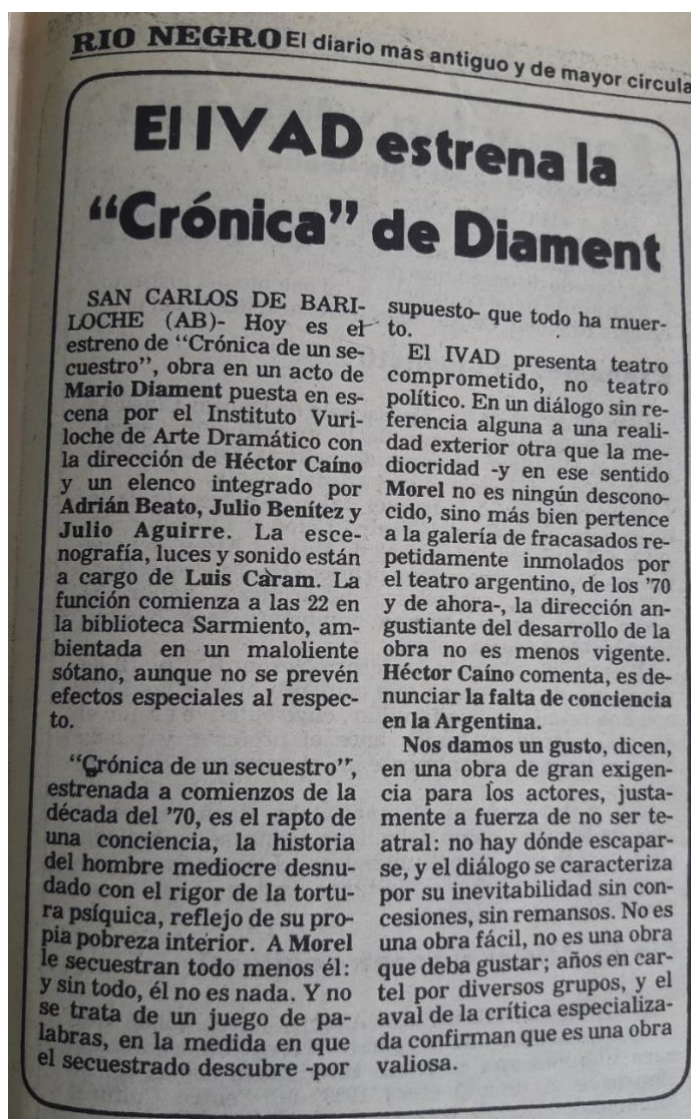 RIO NEGRO El diario más antiguo y de mayor circula
El IVAD estrena la
“Crónica” de Diament
SAN CARLOS DE BARI-
LOCHE (AB)- Hoy es el
estreno de “Crónica de un se-
cuestro”, obra en un acto de
Mario Diament puesta en es-
cena por el Instituto Vuri-
loche de Arte Dramático con
la dirección de Héctor Caíno
y un elenco integrado por
Adrián Beato, Julio Benítez y
Julio Aguirre. La esce-
nografía, luces y sonido están
a cargo de Luis Caram. La
función comienza a las 22 en
la biblioteca Sarmiento, am-
bientada en un maloliente
sótano, aunque no se prevén
efectos especiales al respec-
to.
“Crónica de un secuestro”,
estrenada a comienzos de la
década del ’70, es el rapto de
una conciencia, la historia
del hombre mediocre desnu-
dado con el rigor de la tortu-
ra psíquica, reflejo de su pro-
pia pobreza interior. A Morel
le secuestran todo menos él:
y sin todo, él no es nada. Y no
se trata de un juego de pa-
labras, en la medida en que
el secuestrado descubre -por
supuesto- que todo ha muer-
to.
El IVAD presenta teatro
comprometido, no teatro
político. En un diálogo sin re-
ferencia alguna a una reali-
dad exterior otra que la me-
diocridad -y en ese sentido
Morel no es ningún descono-
cido, sino más bien pertence
a la galería de fracasados re-
petidamente inmolados por
el teatro argentino, de los ’70
y de ahora-, la dirección an-
gustiante del desarrollo de la
obra no es menos vigente.
Héctor Caíno comenta, es de-
nunciar la falta de conciencia
en la Argentina.
Nos damos un gusto, dicen,
en una obra de gran exigen-
cia para los actores, justa-
mente a fuerza de no ser te-
atral: no hay dónde escapar-
se, y el diálogo se caracteriza
por su inevitabilidad sin con-
cesiones, sin remansos. No es
una obra fácil, no es una obra
que deba gustar; años en car-
tel por diversos grupos, y el
aval de la crítica especializa-
da confirman que es una obra
valiosa.